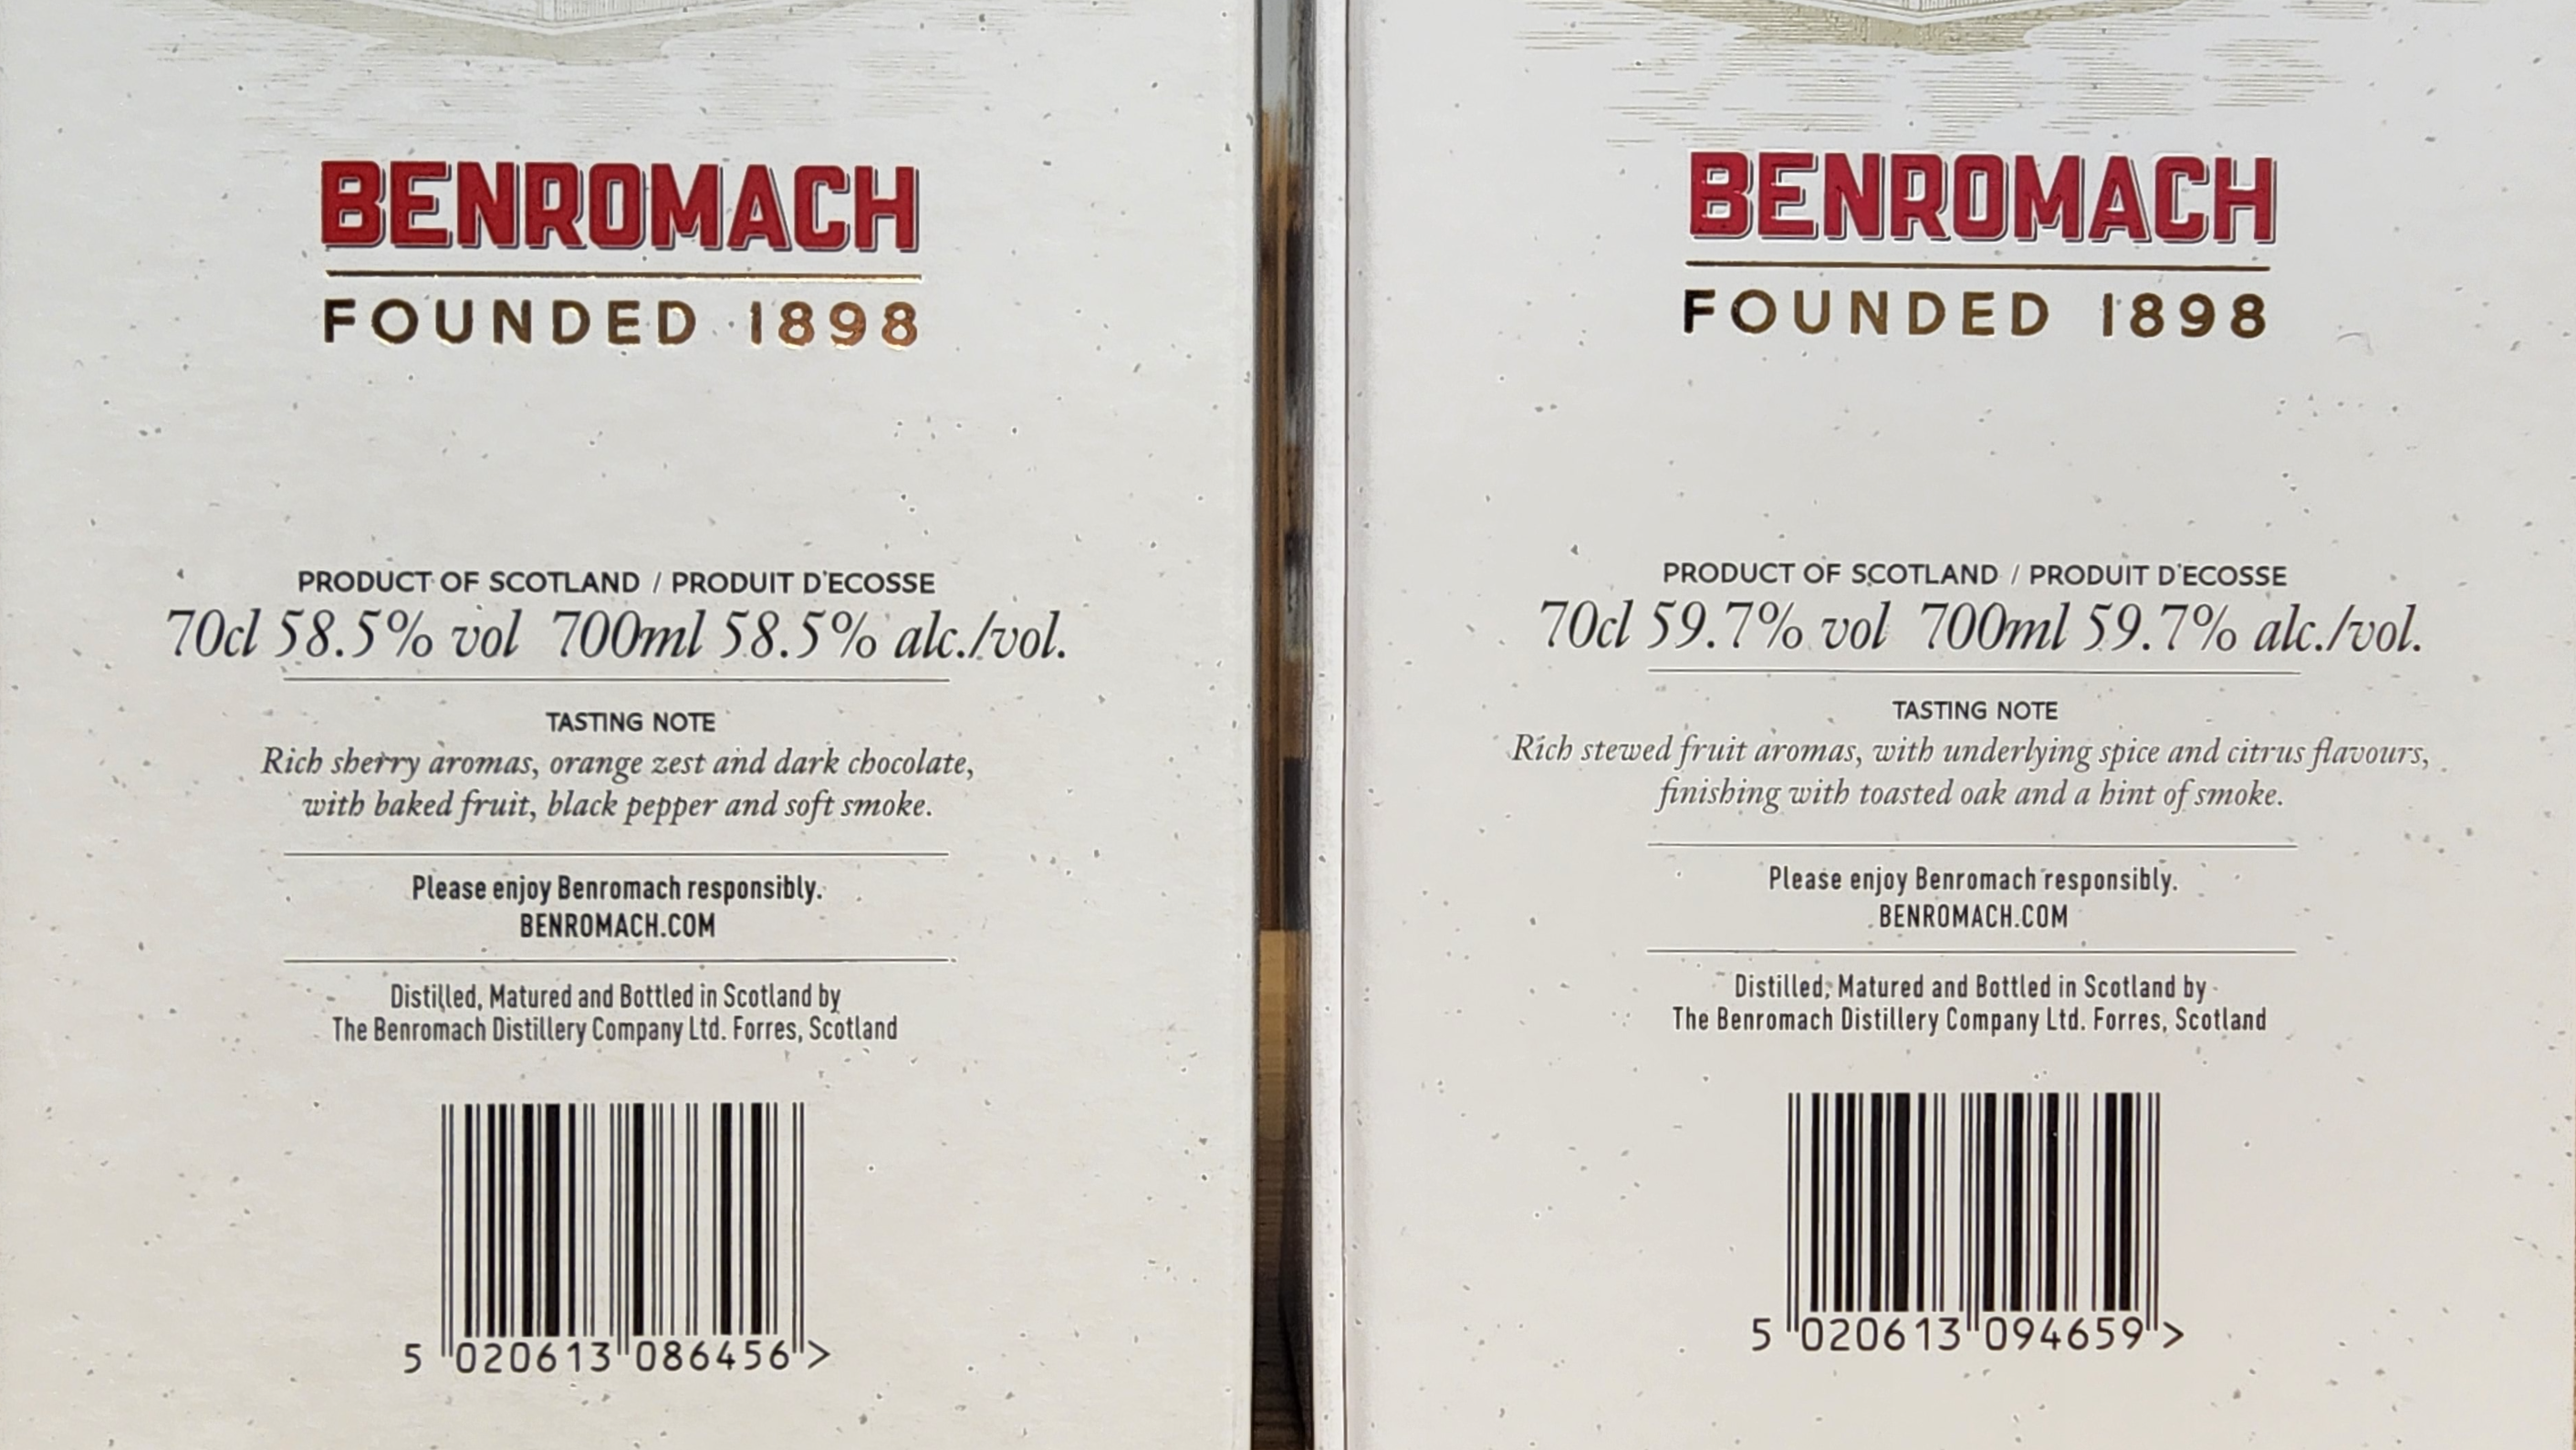 BENROMACH
FOUNDED 1898
PRODUCT OF SCOTLAND / PRODUIT D'ECOSSE
70cl 58.5% vol 700ml 58.5% alc./vol.
TASTING NOTE
Rich sherry aromas, orange zest and dark chocolate,
with baked fruit, black pepper and soft smoke.
Please enjoy Benromach responsibly.
BENROMACH.COM
Distilled, Matured and Bottled in Scotland by
The Benromach Distillery Company Ltd. Forres, Scotland
5 020613 086456 >
BENROMACH
FOUNDED 1898
PRODUCT OF SCOTLAND / PRODUIT D'ECOSSE
70cl 59.7% vol 700ml 59.7% alc./vol.
TASTING NOTE
Rich stewed fruit aromas, with underlying spice and citrus flavours,
finishing with toasted oak and a hint of smoke.
Please enjoy Benromach responsibly.
BENROMACH.COM
Distilled, Matured and Bottled in Scotland by
The Benromach Distillery Company Ltd. Forres, Scotland
5 020613 094659 >